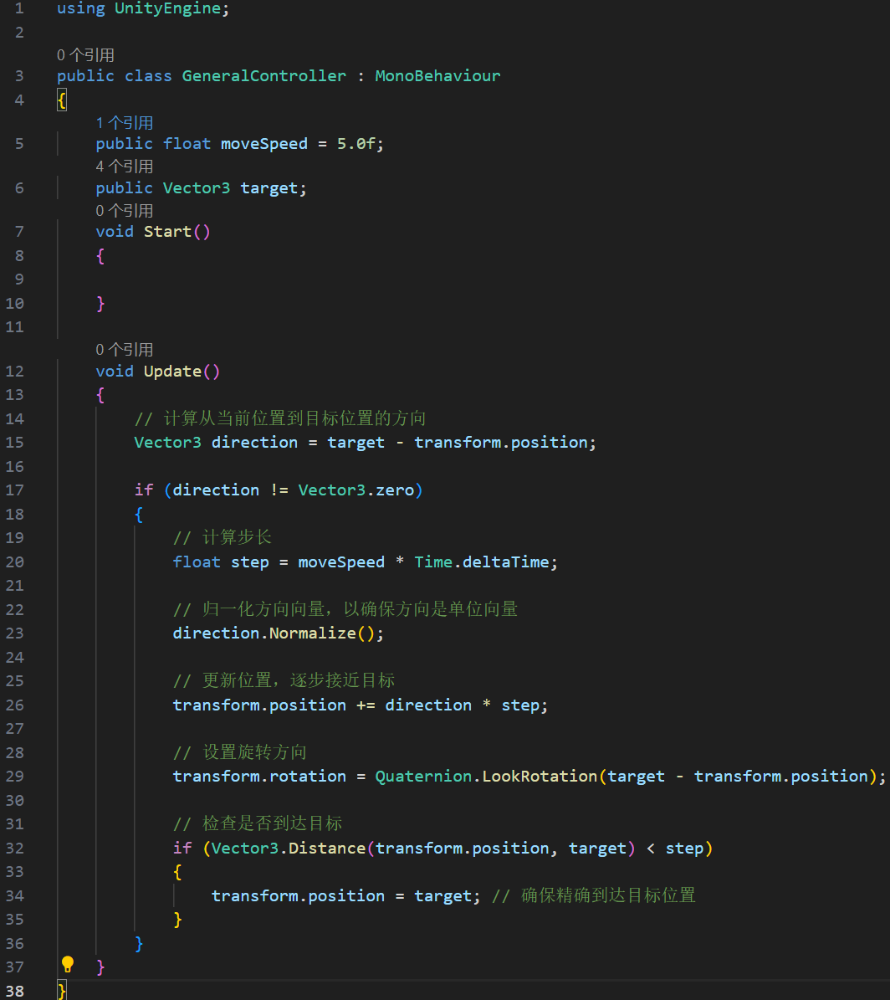 1 using UnityEngine;
2
0 个引用
3 public class GeneralController : MonoBehaviour
4 {
1 个引用
5 public float moveSpeed = 5.0f;
4 个引用
6 public Vector3 target;
0 个引用
7 void Start()
8 {
9
10 }
11
0 个引用
12 void Update()
13 {
14 // 计算从当前位置到目标位置的方向
15 Vector3 direction = target - transform.position;
16
17 if (direction != Vector3.zero)
18 {
19 // 计算步长
20 float step = moveSpeed * Time.deltaTime;
21
22 // 归一化方向向量，以确保方向是单位向量
23 direction.Normalize();
24
25 // 更新位置，逐步接近目标
26 transform.position += direction * step;
27
28 // 设置旋转方向
29 transform.rotation = Quaternion.LookRotation(target - transform.position);
30
31 // 检查是否到达目标
32 if (Vector3.Distance(transform.position, target) < step)
33 {
34 transform.position = target; // 确保精确到达目标位置
35 }
36 }
37 }
38 }